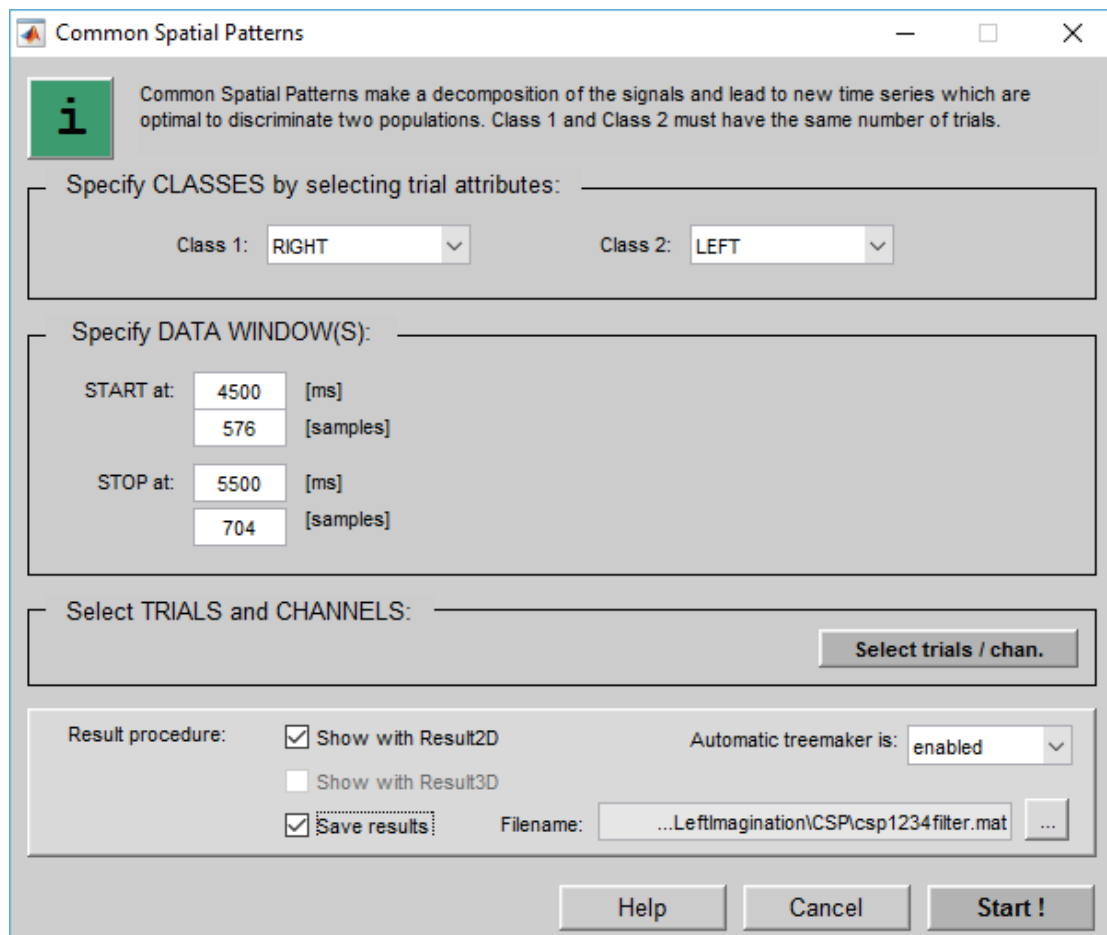 Common Spatial Patterns
i
Common Spatial Patterns make a decomposition of the signals and lead to new time series which are
optimal to discriminate two populations. Class 1 and Class 2 must have the same number of trials.
Specify CLASSES by selecting trial attributes:
Class 1: RIGHT Class 2: LEFT
Specify DATA WINDOW(S):
START at: 4500 [ms]
576 [samples]
STOP at: 5500 [ms]
704 [samples]
Select TRIALS and CHANNELS:
Select trials / chan.
Result procedure: Show with Result2D Automatic treemaker is: enabled
Show with Result3D
Save results Filename: ...LeftImagination\CSP\csp1234filter.mat ...
Help Cancel Start !